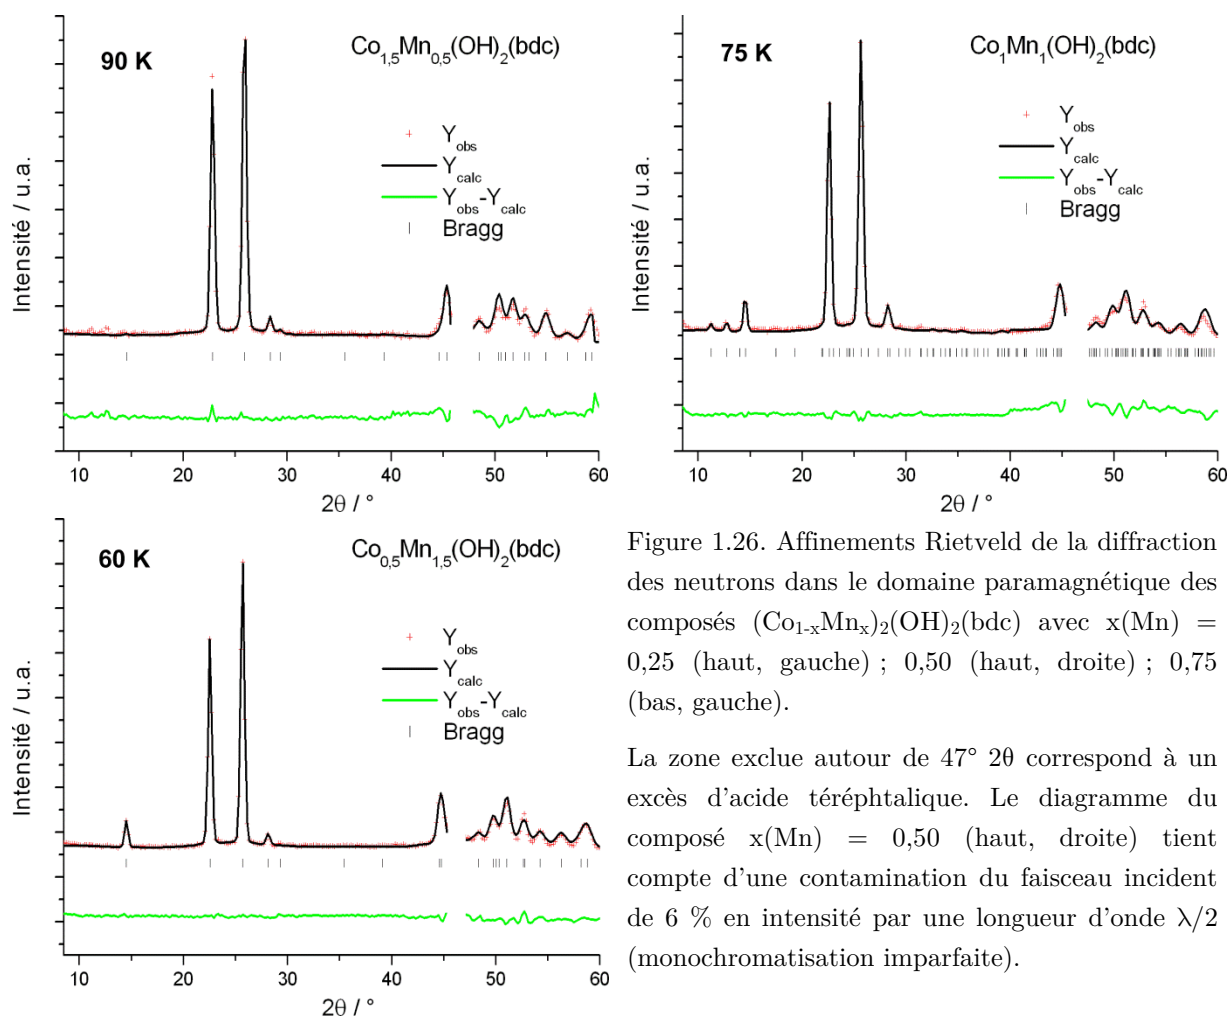 90 K
Co1,5Mn0,5(OH)2(bdc)
Yobs
Ycalc
Yobs-Ycalc
Bragg
Intensité / u.a.
10 20 30 40 50 60
2θ / °
75 K
Co1Mn1(OH)2(bdc)
Yobs
Ycalc
Yobs-Ycalc
Bragg
Intensité / u.a.
10 20 30 40 50 60
2θ / °
60 K
Co0,5Mn1,5(OH)2(bdc)
Yobs
Ycalc
Yobs-Ycalc
Bragg
Intensité / u.a.
10 20 30 40 50 60
2θ / °
Figure 1.26. Affinements Rietveld de la diffraction
des neutrons dans le domaine paramagnétique des
composés (Co1-xMnx)2(OH)2(bdc) avec x(Mn) =
0,25 (haut, gauche) ; 0,50 (haut, droite) ; 0,75
(bas, gauche).
La zone exclue autour de 47° 2θ correspond à un
excès d'acide téréphtalique. Le diagramme du
composé x(Mn) = 0,50 (haut, droite) tient
compte d'une contamination du faisceau incident
de 6 % en intensité par une longueur d'onde λ/2
(monochromatisation imparfaite).